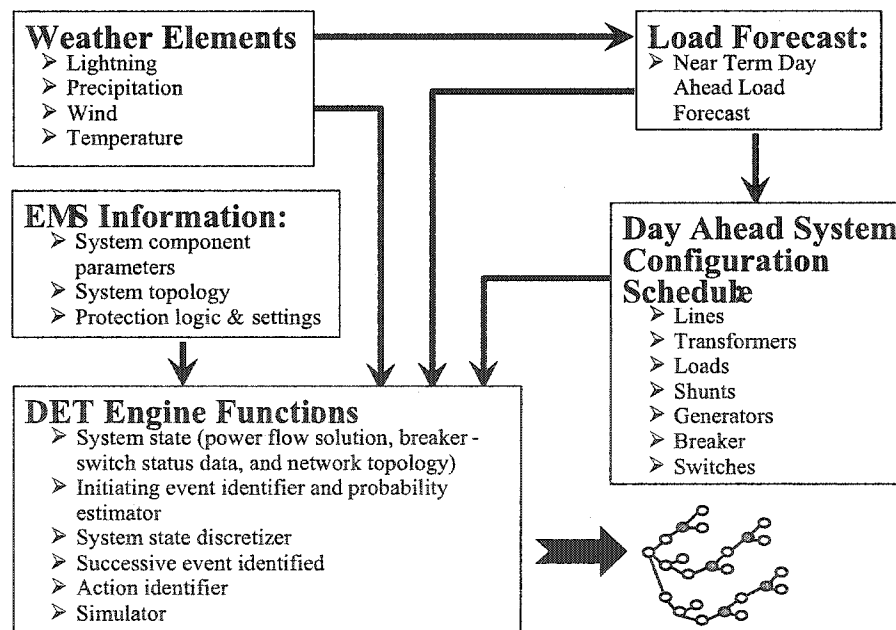 Weather Elements
➢ Lightning
➢ Precipitation
➢ Wind
➢ Temperature
Load Forecast:
➢ Near Term Day
Ahead Load
Forecast
EMS Information:
➢ System component
parameters
➢ System topology
➢ Protection logic & settings
Day Ahead System
Configuration
Schedule
➢ Lines
➢ Transformers
➢ Loads
➢ Shunts
➢ Generators
➢ Breaker
➢ Switches
DET Engine Functions
➢ System state (power flow solution, breaker -
switch status data, and network topology)
➢ Initiating event identifier and probability
estimator
➢ System state discretizer
➢ Successive event identified
➢ Action identifier
➢ Simulator